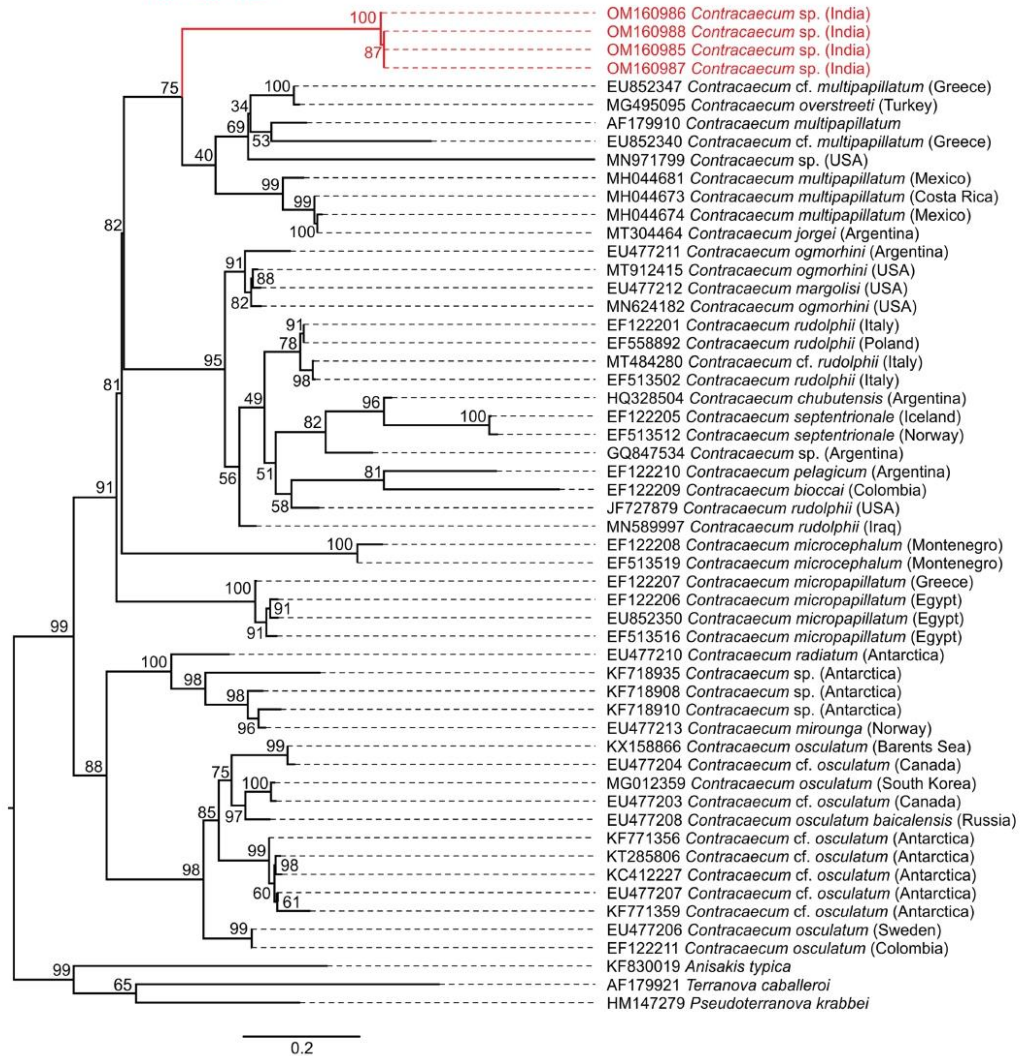 100
OM160986 Contracaecum sp. (India)
OM160988 Contracaecum sp. (India)
87
OM160985 Contracaecum sp. (India)
OM160987 Contracaecum sp. (India)
75
100
EU852347 Contracaecum cf. multipapillatum (Greece)
34
MG495095 Contracaecum overstreeti (Turkey)
69
AF179910 Contracaecum multipapillatum
53
EU852340 Contracaecum cf. multipapillatum (Greece)
40
MN971799 Contracaecum sp. (USA)
99
MH044681 Contracaecum multipapillatum (Mexico)
99
MH044673 Contracaecum multipapillatum (Costa Rica)
MH044674 Contracaecum multipapillatum (Mexico)
82
100
MT304464 Contracaecum jorgei (Argentina)
91
EU477211 Contracaecum ogmorhini (Argentina)
MT912415 Contracaecum ogmorhini (USA)
88
EU477212 Contracaecum margolisi (USA)
82
MN624182 Contracaecum ogmorhini (USA)
91
EF122201 Contracaecum rudolphii (Italy)
78
EF558892 Contracaecum rudolphii (Poland)
95
MT484280 Contracaecum cf. rudolphii (Italy)
98
EF513502 Contracaecum rudolphii (Italy)
81
96
HQ328504 Contracaecum chubutensis (Argentina)
49
100
EF122205 Contracaecum septentrionale (Iceland)
82
EF513512 Contracaecum septentrionale (Norway)
GQ847534 Contracaecum sp. (Argentina)
51
81
EF122210 Contracaecum pelagicum (Argentina)
56
EF122209 Contracaecum bioccai (Colombia)
91
58
JF727879 Contracaecum rudolphii (USA)
MN589997 Contracaecum rudolphii (Iraq)
100
EF122208 Contracaecum microcephalum (Montenegro)
EF513519 Contracaecum microcephalum (Montenegro)
100
EF122207 Contracaecum micropapillatum (Greece)
91
EF122206 Contracaecum micropapillatum (Egypt)
EU852350 Contracaecum micropapillatum (Egypt)
99
91
EF513516 Contracaecum micropapillatum (Egypt)
100
EU477210 Contracaecum radiatum (Antarctica)
98
KF718935 Contracaecum sp. (Antarctica)
98
KF718908 Contracaecum sp. (Antarctica)
KF718910 Contracaecum sp. (Antarctica)
96
EU477213 Contracaecum mirounga (Norway)
99
KX158866 Contracaecum osculatum (Barents Sea)
88
EU477204 Contracaecum cf. osculatum (Canada)
75
100
MG012359 Contracaecum osculatum (South Korea)
EU477203 Contracaecum cf. osculatum (Canada)
85
97
EU477208 Contracaecum osculatum baicalensis (Russia)
KF771356 Contracaecum cf. osculatum (Antarctica)
99
KT285806 Contracaecum cf. osculatum (Antarctica)
98
98
KC412227 Contracaecum cf. osculatum (Antarctica)
60
EU477207 Contracaecum cf. osculatum (Antarctica)
61
KF771359 Contracaecum cf. osculatum (Antarctica)
99
EU477206 Contracaecum osculatum (Sweden)
EF122211 Contracaecum osculatum (Colombia)
99
KF830019 Anisakis typica
65
AF179921 Terranova caballeroi
HM147279 Pseudoterranova krabbei
0.2